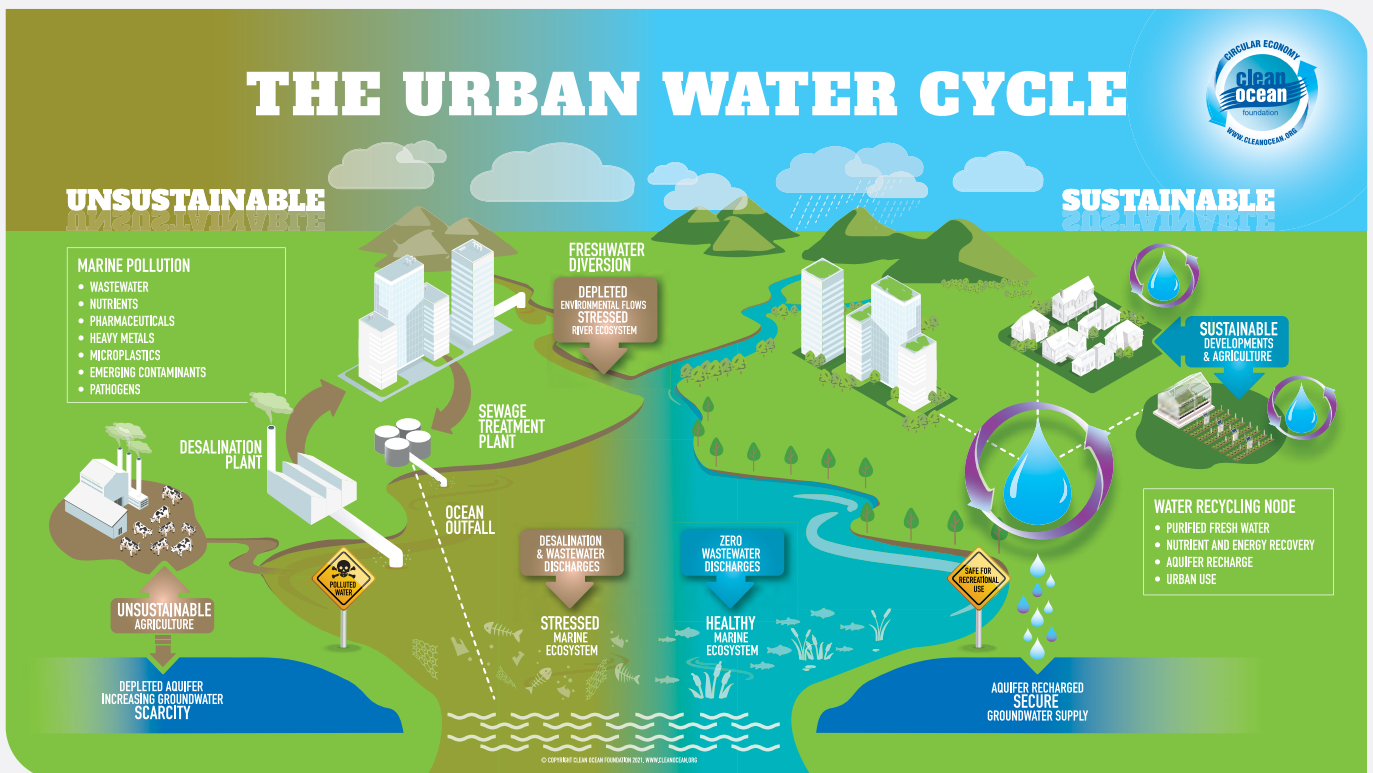 THE URBAN WATER CYCLE
CIRCULAR ECONOMY
clean
ocean
foundation
WWW.CLEANOCEAN.ORG
UNSUSTAINABLE
SUSTAINABLE
MARINE POLLUTION
• WASTEWATER
• NUTRIENTS
• PHARMACEUTICALS
• HEAVY METALS
• MICROPLASTICS
• EMERGING CONTAMINANTS
• PATHOGENS
FRESHWATER
DIVERSION
DEPLETED
ENVIRONMENTAL FLOWS
STRESSED
RIVER ECOSYSTEM
SUSTAINABLE
DEVELOPMENTS
& AGRICULTURE
DESALINATION
PLANT
SEWAGE
TREATMENT
PLANT
OCEAN
OUTFALL
DESALINATION
& WASTEWATER
DISCHARGES
STRESSED
MARINE
ECOSYSTEM
ZERO
WASTEWATER
DISCHARGES
HEALTHY
MARINE
ECOSYSTEM
WATER RECYCLING NODE
• PURIFIED FRESH WATER
• NUTRIENT AND ENERGY RECOVERY
• AQUIFER RECHARGE
• URBAN USE
POLLUTED
WATER
SAFE FOR
RECREATIONAL
USE
UNSUSTAINABLE
AGRICULTURE
DEPLETED AQUIFER
INCREASING GROUNDWATER
SCARCITY
AQUIFER RECHARGED
SECURE
GROUNDWATER SUPPLY
© COPYRIGHT CLEAN OCEAN FOUNDATION 2021, WWW.CLEANOCEAN.ORG